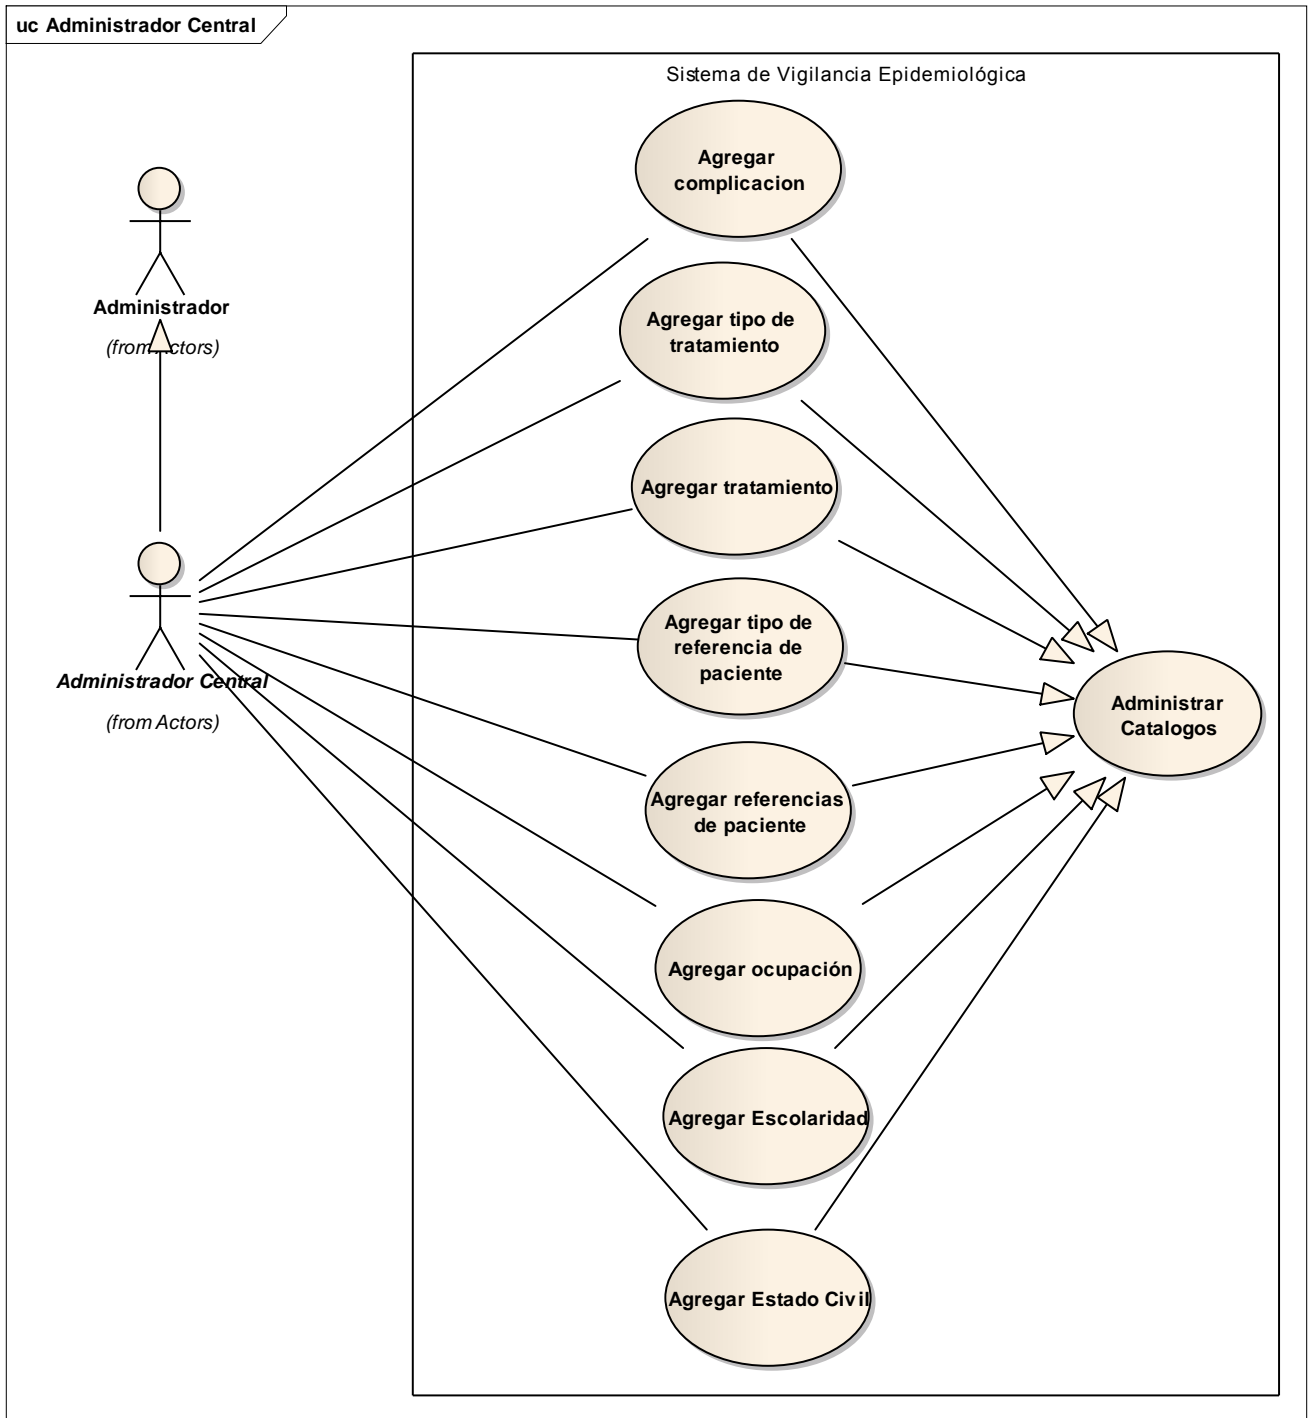 uc Administrador Central
Sistema de Vigilancia Epidemiológica
Agregar
complicacion
Administrador
(from Actors)
Agregar tipo de
tratamiento
Agregar tratamiento
Administrador Central
(from Actors)
Agregar tipo de
referencia de
paciente
Administrar
Catalogos
Agregar referencias
de paciente
Agregar ocupación
Agregar Escolaridad
Agregar Estado Civil